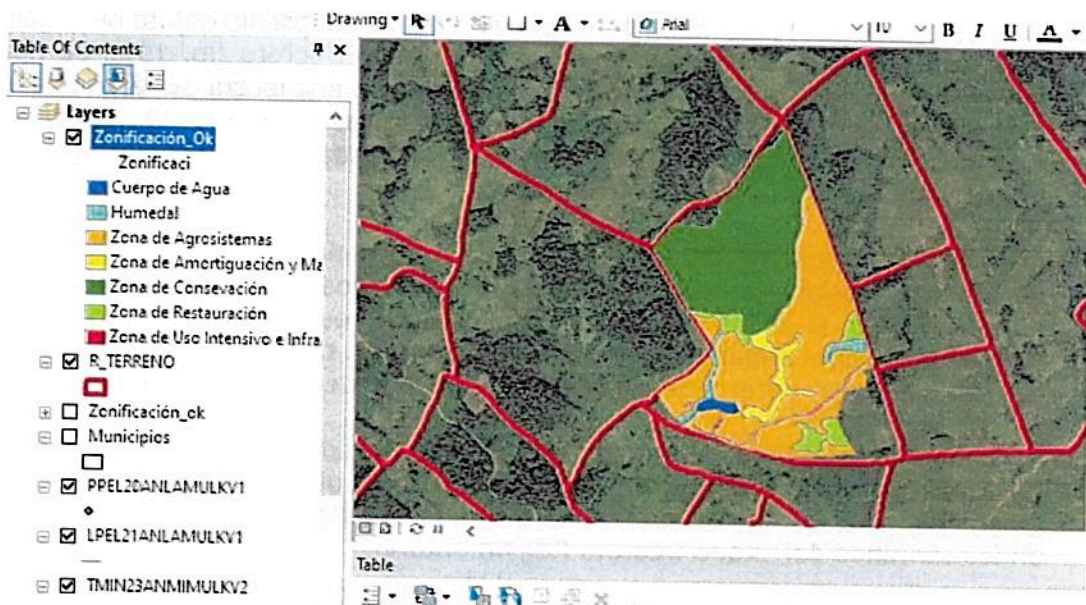 Drawing
Arial
10
B I U A
Table Of Contents
Layers
Zonificación_Ok
Zonificaci
Cuerpo de Agua
Humedal
Zona de Agrosistemas
Zona de Amortiguación y Ma
Zona de Consevación
Zona de Restauración
Zona de Uso Intensivo e Infra
R_TERRENO
Zonificación_ok
Municipios
PPEL20ANLAMULKV1
LPEL21ANLAMULKV1
TMIN23ANMIMULKV2
Table